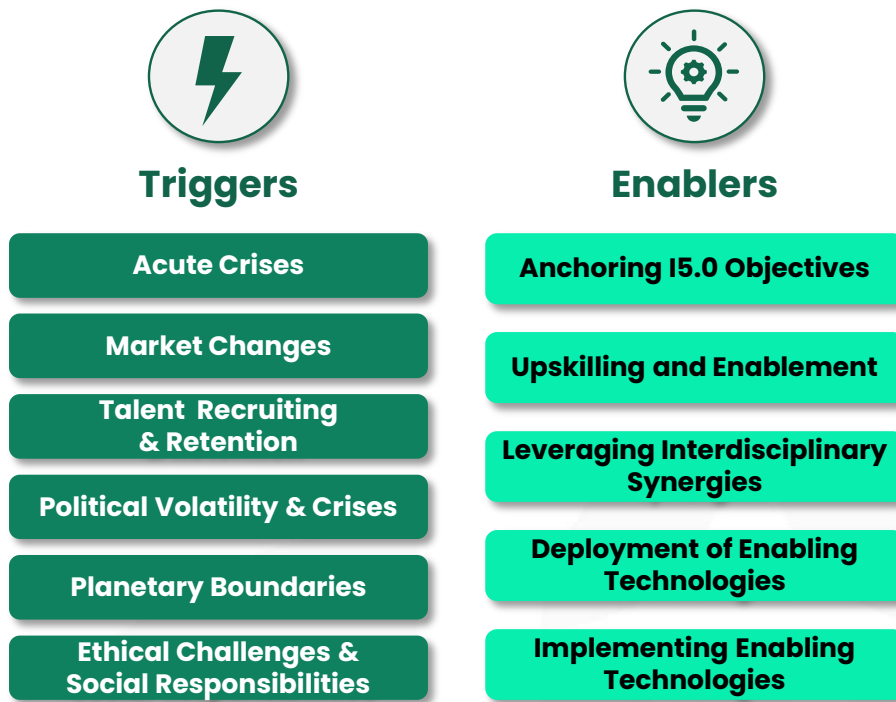 Triggers
Acute Crises
Market Changes
Talent Recruiting
& Retention
Political Volatility & Crises
Planetary Boundaries
Ethical Challenges &
Social Responsibilities
Enablers
Anchoring I5.0 Objectives
Upskilling and Enablement
Leveraging Interdisciplinary
Synergies
Deployment of Enabling
Technologies
Implementing Enabling
Technologies